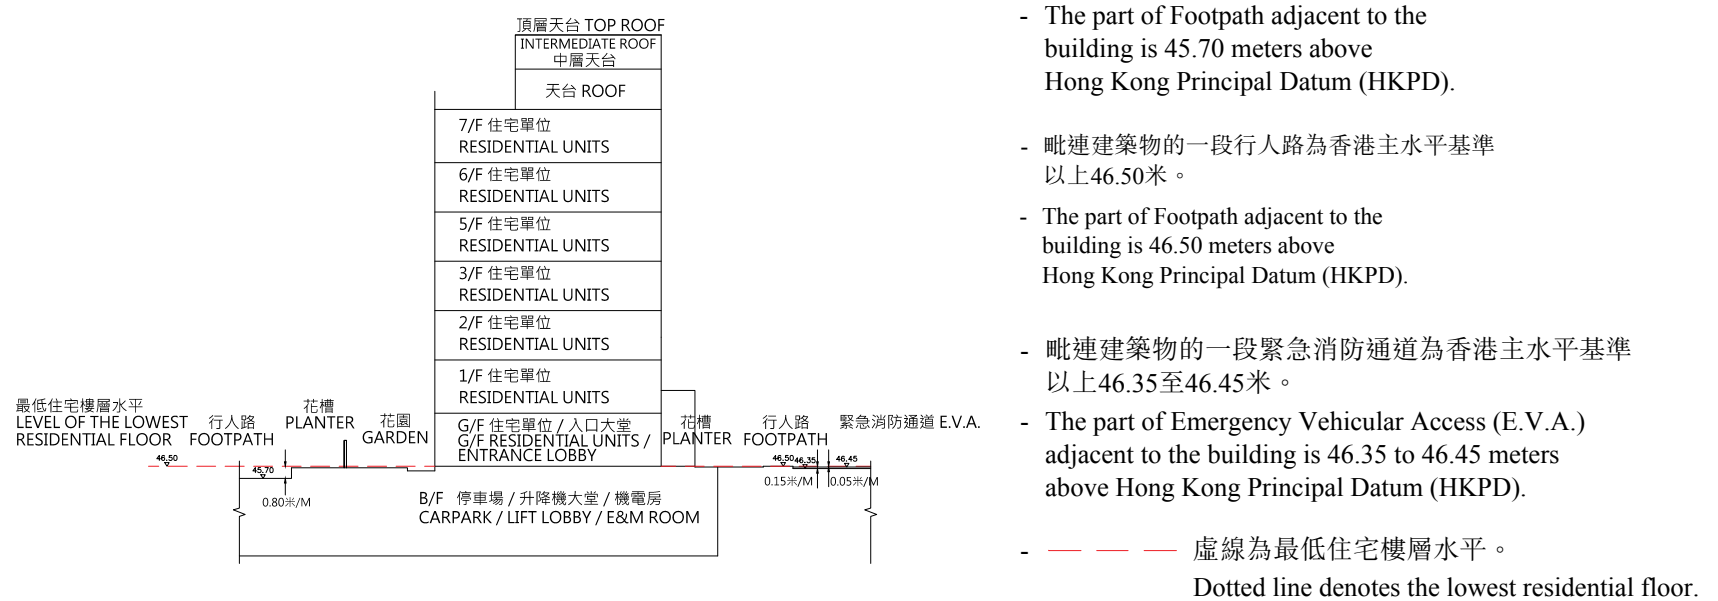 頂層天台 TOP ROOF
INTERMEDIATE ROOF
中層天台
天台 ROOF
7/F 住宅單位
RESIDENTIAL UNITS
6/F 住宅單位
RESIDENTIAL UNITS
5/F 住宅單位
RESIDENTIAL UNITS
3/F 住宅單位
RESIDENTIAL UNITS
2/F 住宅單位
RESIDENTIAL UNITS
1/F 住宅單位
RESIDENTIAL UNITS
G/F 住宅單位 / 入口大堂
G/F RESIDENTIAL UNITS /
ENTRANCE LOBBY
最低住宅樓層水平
LEVEL OF THE LOWEST
RESIDENTIAL FLOOR
行人路
FOOTPATH
花槽
PLANTER
花園
GARDEN
花槽
PLANTER
行人路
FOOTPATH
緊急消防通道 E.V.A.
46.50
45.70
0.80米/M
46.50
46.35
46.45
0.15米/M
0.05米/M
B/F 停車場 / 升降機大堂 / 機電房
CARPARK / LIFT LOBBY / E&M ROOM
- The part of Footpath adjacent to the
building is 45.70 meters above
Hong Kong Principal Datum (HKPD).
- 毗連建築物的一段行人路為香港主水平基準
以上46.50米。
- The part of Footpath adjacent to the
building is 46.50 meters above
Hong Kong Principal Datum (HKPD).
- 毗連建築物的一段緊急消防通道為香港主水平基準
以上46.35至46.45米。
- The part of Emergency Vehicular Access (E.V.A.)
adjacent to the building is 46.35 to 46.45 meters
above Hong Kong Principal Datum (HKPD).
- 虛線為最低住宅樓層水平。
Dotted line denotes the lowest residential floor.